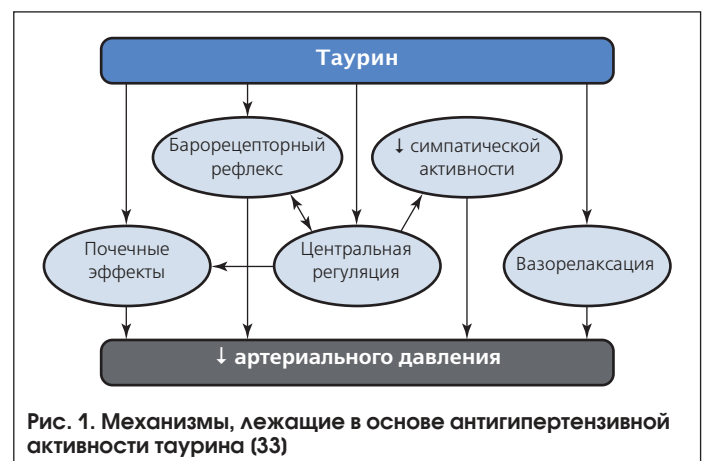 Таурин
Барорецепторный
рефлекс
↓ симпатической
активности
Почечные
эффекты
Центральная
регуляция
Вазорелаксация
↓ артериального давления
Рис. 1. Механизмы, лежащие в основе антигипертензивной
активности таурина (33)